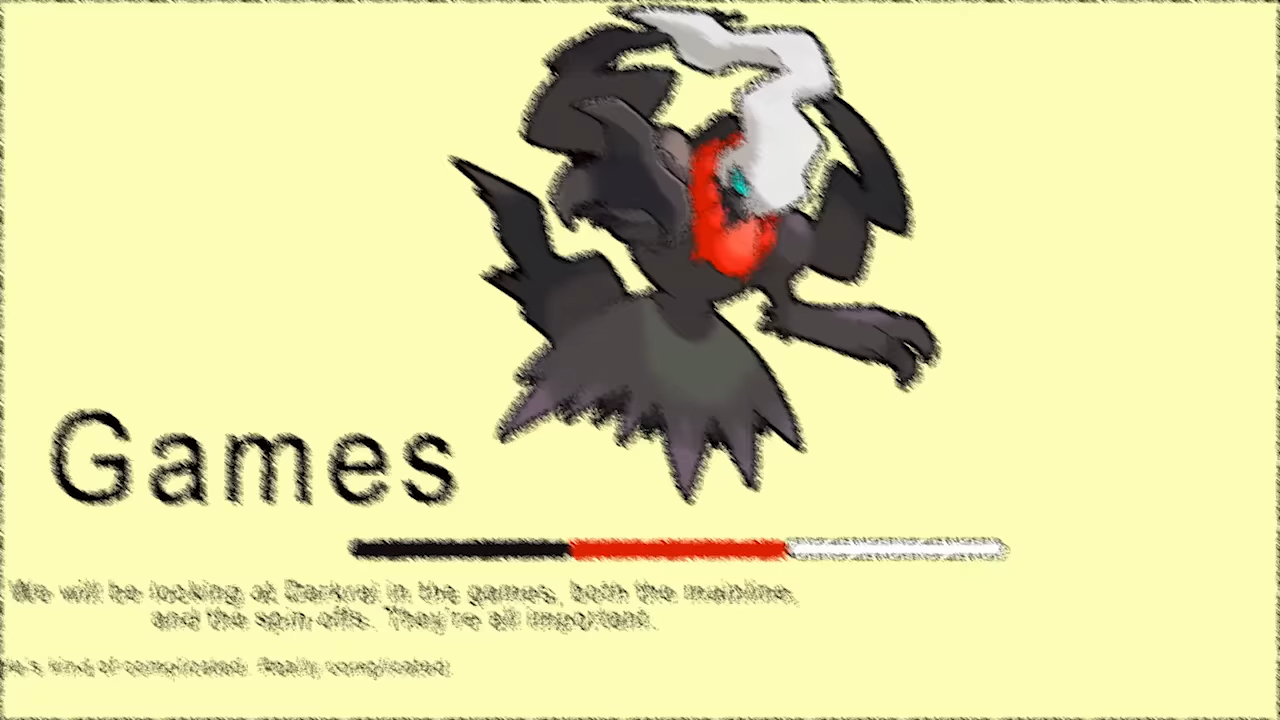 Games
We will be looking at Darkrai in the games, both the mainline,
and the spin-offs. They're all important.
He's kind of complicated. Really complicated.